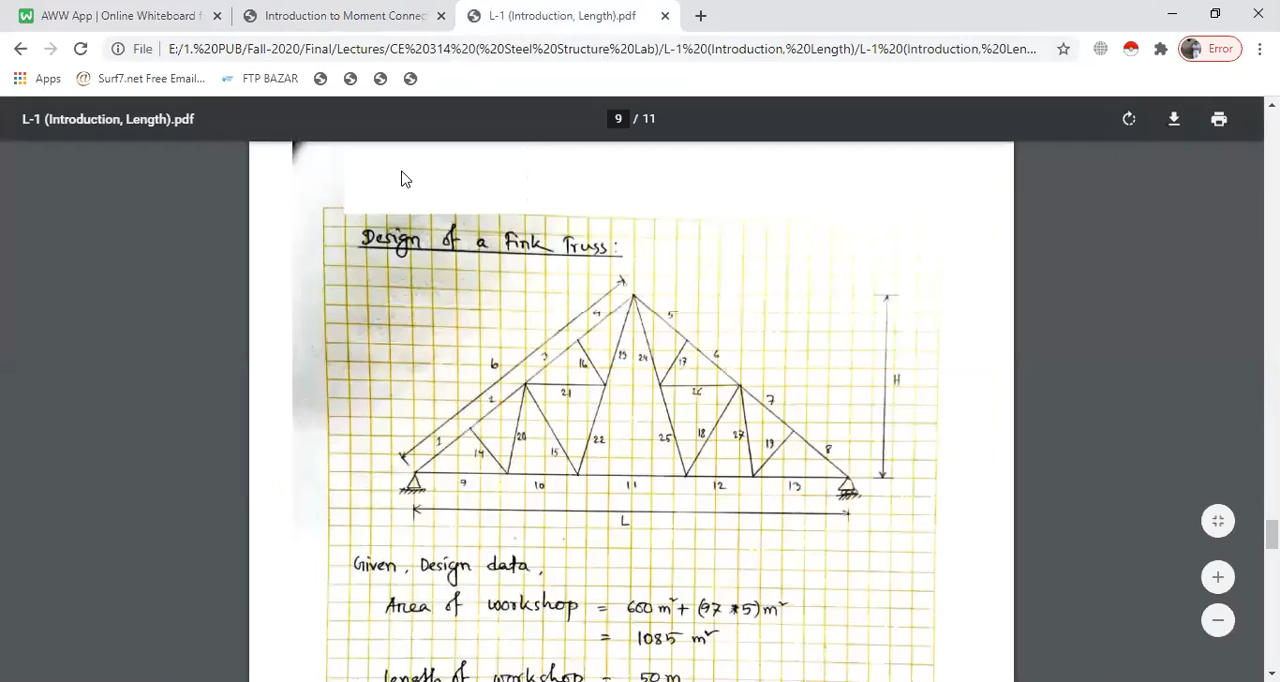 AWW App | Online Whiteboard f
Introduction to Moment Connec
L-1 (Introduction, Length).pdf
File
E:/1.%20PUB/Fall-2020/Final/Lectures/CE%20314%20(%20Steel%20Structure%20Lab)/L-1%20(Introduction,%20Length)/L-1%20(Introduction,%20Len...
Error
Apps
Surf7.net Free Email...
FTP BAZAR
L-1 (Introduction, Length).pdf
9 / 11
Design of a Fink Truss:
4
5
b
3
16
23
24
17
6
H
2
21
26
7
1
14
20
15
22
25
18
27
19
8
9
10
11
12
13
L
Given, Design data,
Area of workshop = 600 m² + (97 * 5) m²
= 1085 m²
Length of workshop = 50 m